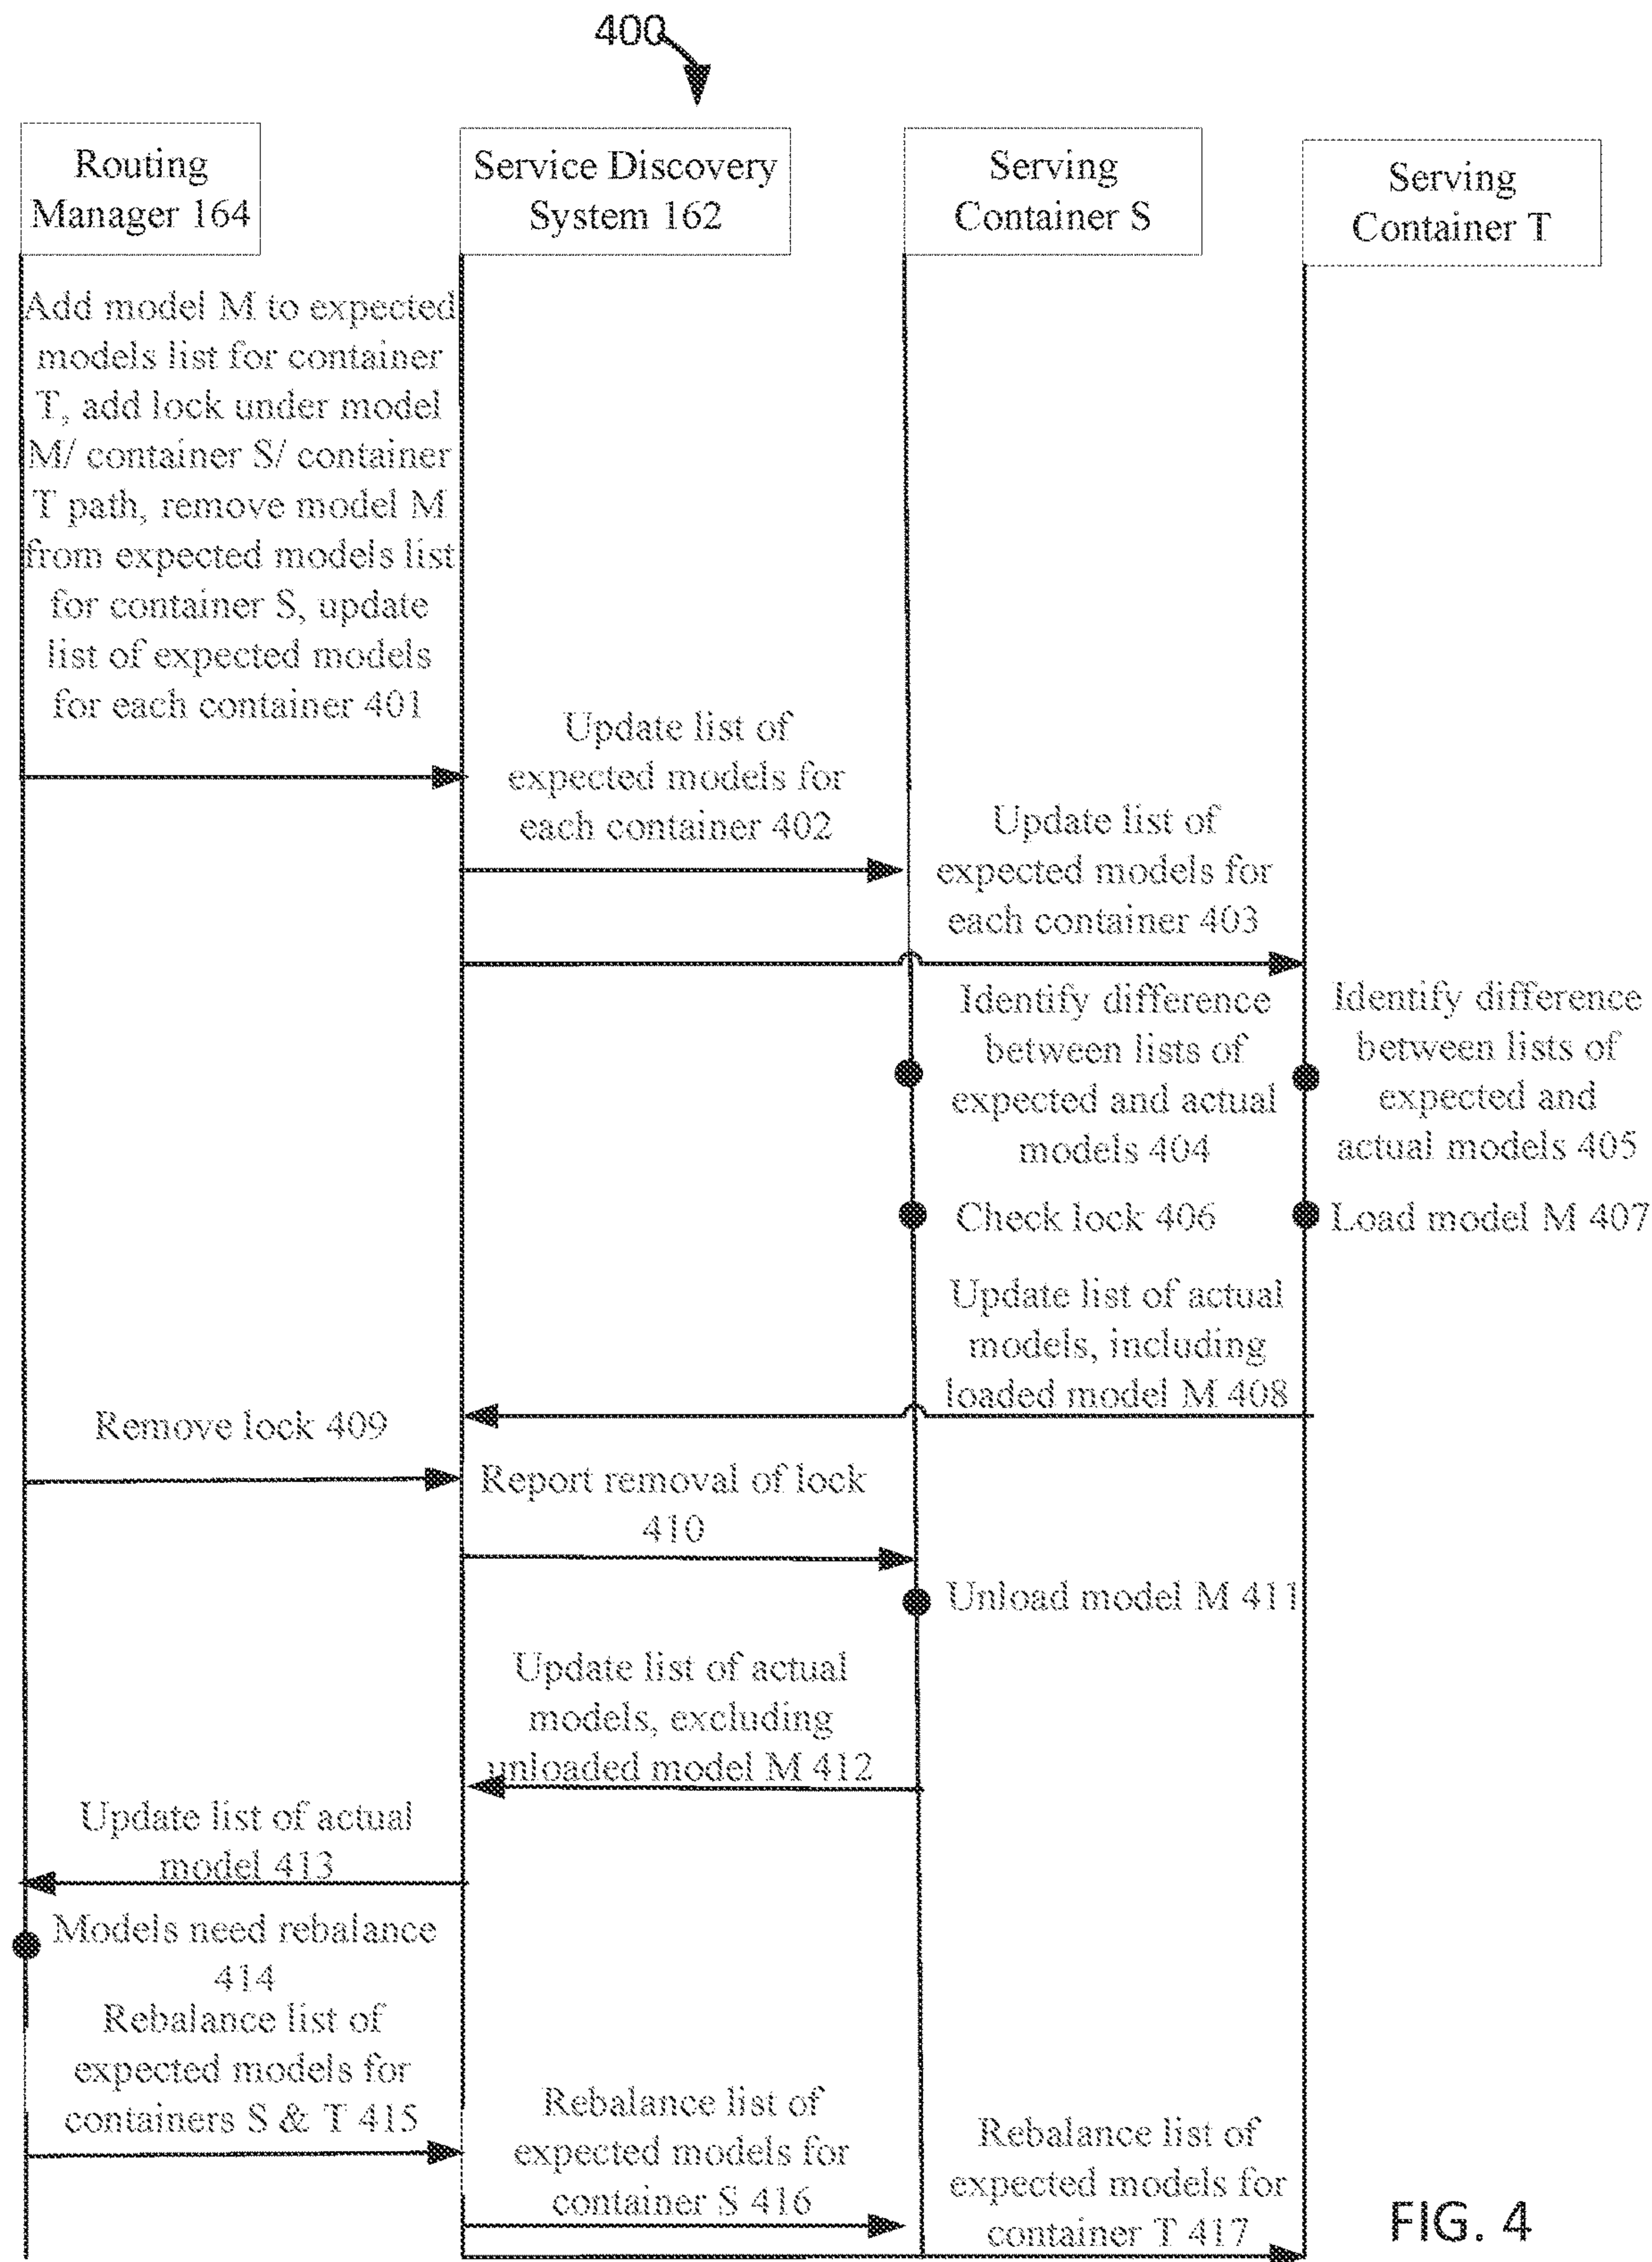 400
Routing
Manager 164
Service Discovery
System 162
Serving
Container S
Serving
Container T
Add model M to expected
models list for container
T, add lock under model
M/ container S/ container
T path, remove model M
from expected models list
for container S, update
list of expected models
for each container 401
Update list of
expected models for
each container 402
Update list of
expected models for
each container 403
Identify difference
between lists of
expected and actual
models 404
Identify difference
between lists of
expected and
actual models 405
Check lock 406
Load model M 407
Update list of actual
models, including
loaded model M 408
Remove lock 409
Report removal of lock
410
Unload model M 411
Update list of actual
models, excluding
unloaded model M 412
Update list of actual
model 413
Models need rebalance
414
Rebalance list of
expected models for
containers S & T 415
Rebalance list of
expected models for
container S 416
Rebalance list of
expected models for
container T 417
FIG. 4